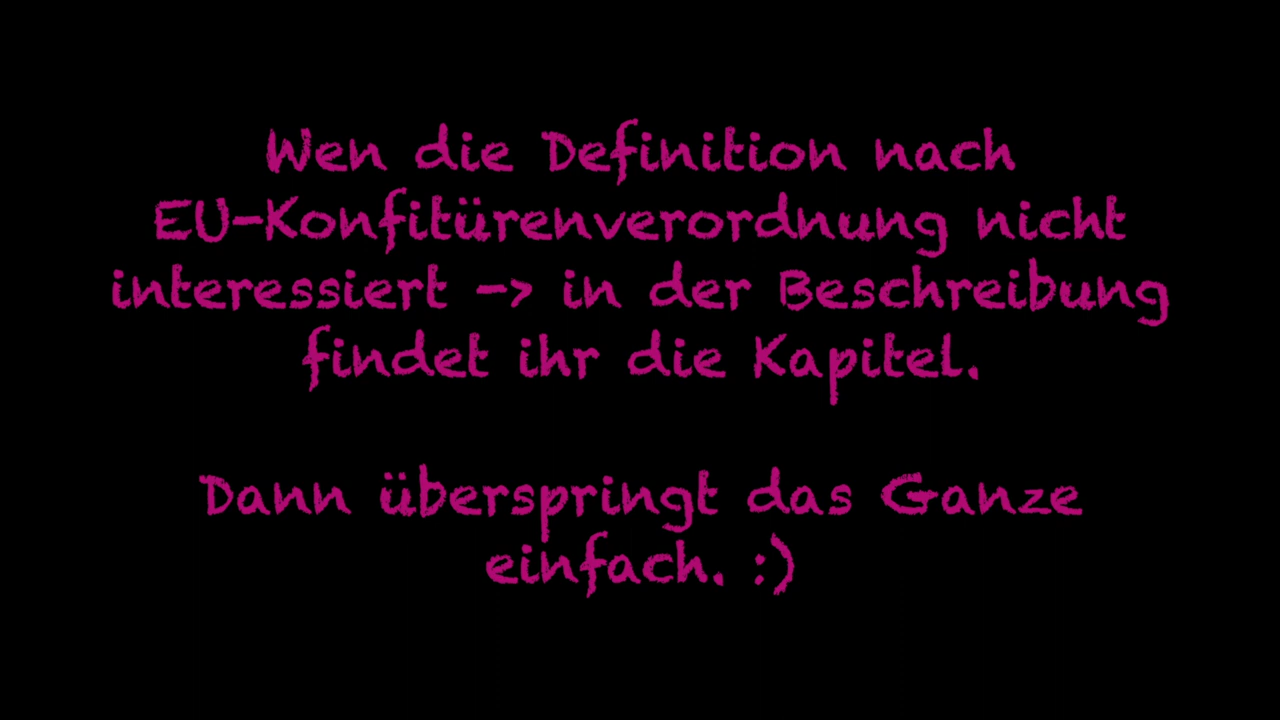 Wen die Definition nach
EU-Konfitürenverordnung nicht
interessiert -> in der Beschreibung
findet ihr die Kapitel.
Dann überspringt das Ganze
einfach. :)